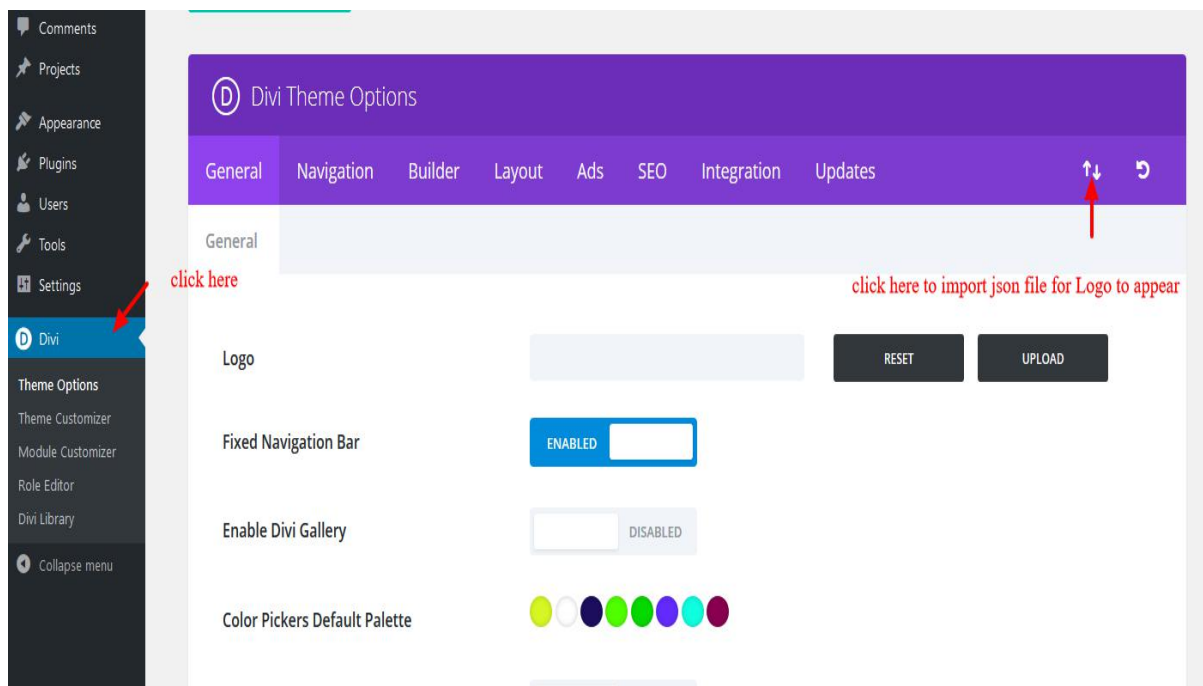 Comments
Projects
Appearance
Plugins
Users
Tools
Settings
Divi
Theme Options
Theme Customizer
Module Customizer
Role Editor
Divi Library
Collapse menu
D Divi Theme Options
General Navigation Builder Layout Ads SEO Integration Updates
General
click here
click here to import json file for Logo to appear
Logo RESET UPLOAD
Fixed Navigation Bar ENABLED
Enable Divi Gallery DISABLED
Color Pickers Default Palette